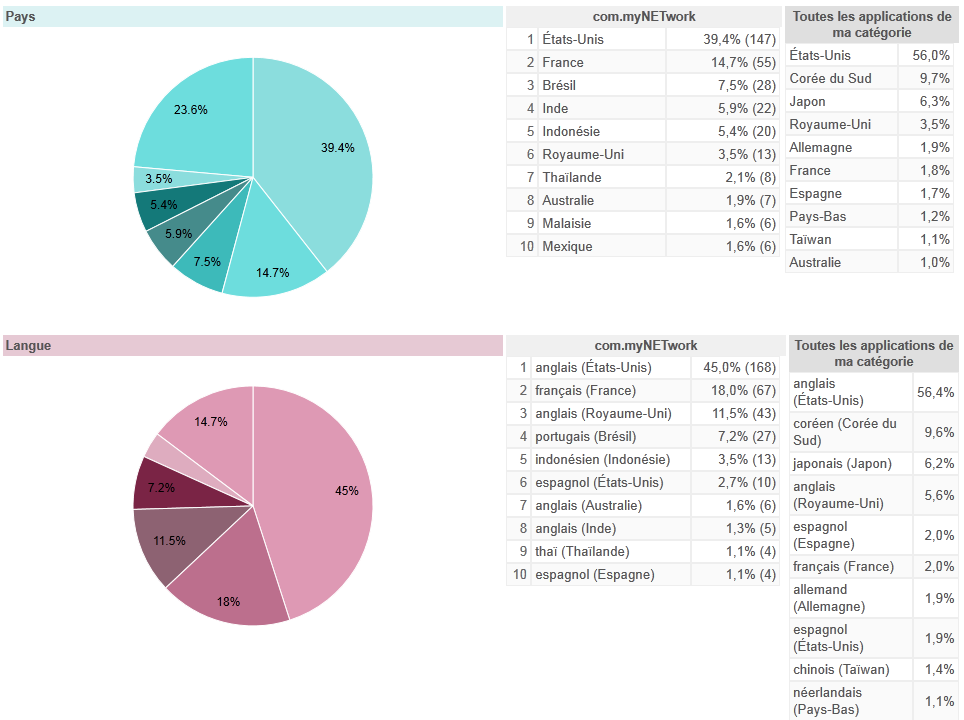 Pays
23.6%
39.4%
3.5%
5.4%
5.9%
7.5%
14.7%
com.myNETwork
1 États-Unis 39,4% (147)
2 France 14,7% (55)
3 Brésil 7,5% (28)
4 Inde 5,9% (22)
5 Indonésie 5,4% (20)
6 Royaume-Uni 3,5% (13)
7 Thaïlande 2,1% (8)
8 Australie 1,9% (7)
9 Malaisie 1,6% (6)
10 Mexique 1,6% (6)
Toutes les applications de
ma catégorie
États-Unis 56,0%
Corée du Sud 9,7%
Japon 6,3%
Royaume-Uni 3,5%
Allemagne 1,9%
France 1,8%
Espagne 1,7%
Pays-Bas 1,2%
Taïwan 1,1%
Australie 1,0%
Langue
14.7%
7.2%
45%
11.5%
18%
com.myNETwork
1 anglais (États-Unis) 45,0% (168)
2 français (France) 18,0% (67)
3 anglais (Royaume-Uni) 11,5% (43)
4 portugais (Brésil) 7,2% (27)
5 indonésien (Indonésie) 3,5% (13)
6 espagnol (États-Unis) 2,7% (10)
7 anglais (Australie) 1,6% (6)
8 anglais (Inde) 1,3% (5)
9 thaï (Thaïlande) 1,1% (4)
10 espagnol (Espagne) 1,1% (4)
Toutes les applications de
ma catégorie
anglais
(États-Unis) 56,4%
coréen (Corée du
Sud) 9,6%
japonais (Japon) 6,2%
anglais
(Royaume-Uni) 5,6%
espagnol
(Espagne) 2,0%
français (France) 2,0%
allemand
(Allemagne) 1,9%
espagnol
(États-Unis) 1,9%
chinois (Taïwan) 1,4%
néerlandais
(Pays-Bas) 1,1%